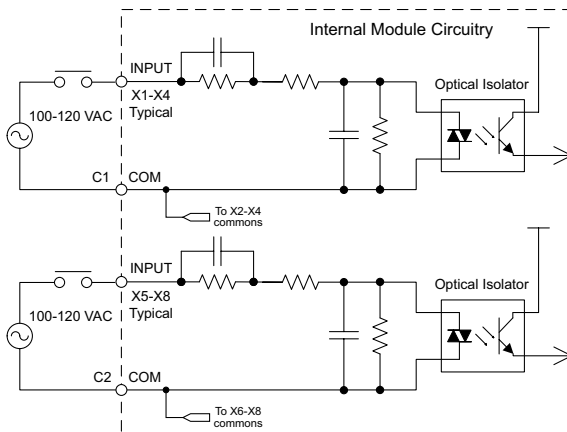 Internal Module Circuitry
INPUT
X1-X4
Typical
Optical Isolator
100-120 VAC
C1
COM
To X2-X4
commons
INPUT
X5-X8
Typical
Optical Isolator
100-120 VAC
C2
COM
To X6-X8
commons